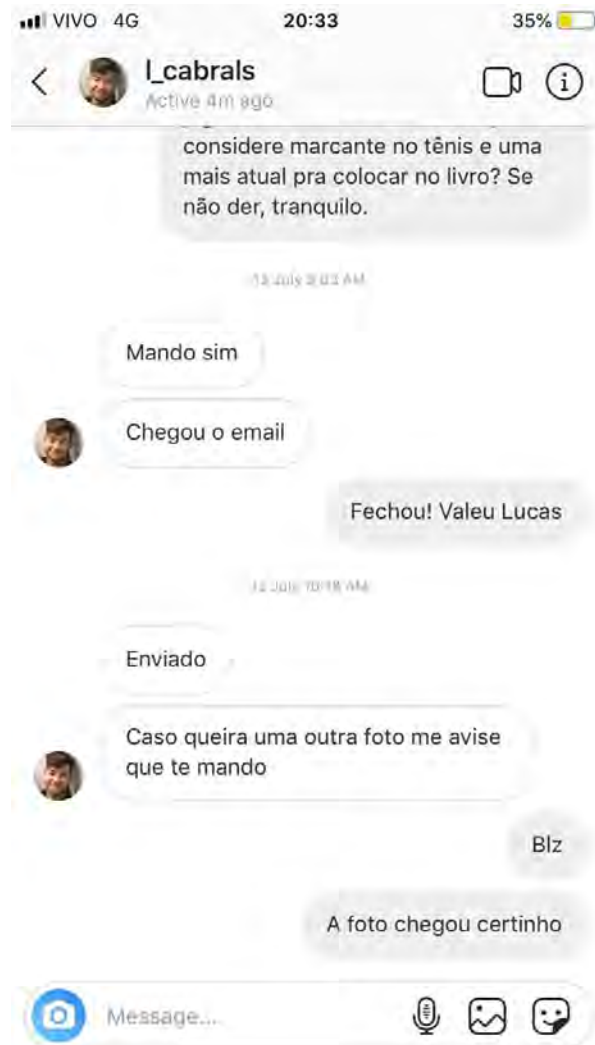 VIVO 4G 20:33 35%
l_cabrals
Active 4m ago
considere marcante no tênis e uma
mais atual pra colocar no livro? Se
não der, tranquilo.
Mando sim
Chegou o email
Fechou! Valeu Lucas
Enviado
Caso queira uma outra foto me avise
que te mando
Blz
A foto chegou certinho
Message...